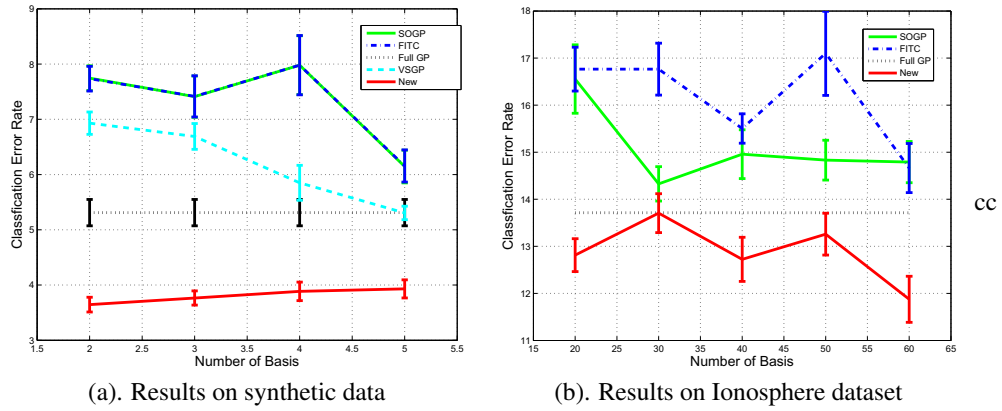 SOGP
FITC
Full GP
VSGP
New
Classfication Error Rate
9
8
7
6
5
4
3
1.5
2
2.5
3
3.5
4
4.5
5
5.5
Number of Basis
(a). Results on synthetic data
SOGP
FITC
Full GP
New
Classfication Error Rate
18
17
16
15
14
13
12
11
15
20
25
30
35
40
45
50
55
60
65
Number of Basis
(b). Results on Ionosphere dataset
cc